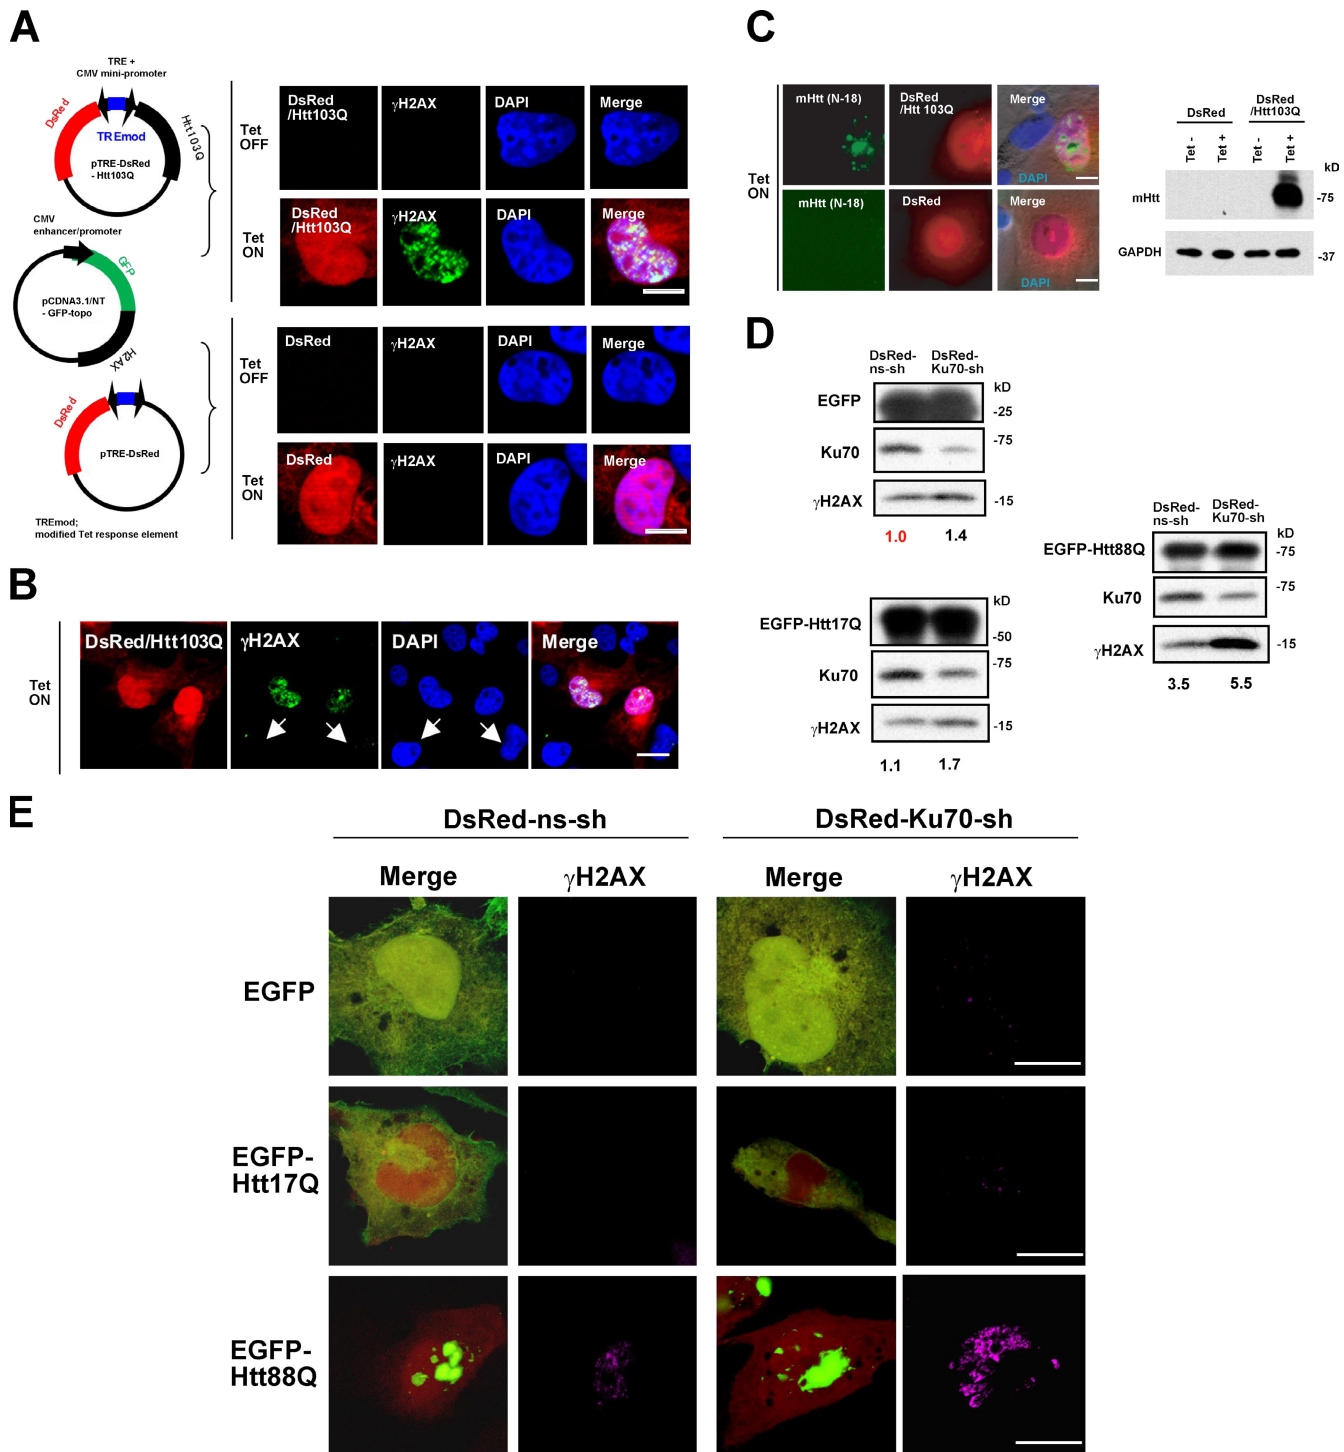 A
TRE +
CMV mini-promoter
DsRed
Htt103Q
TREmod
pTRE-DsRed
- Htt103Q
CMV
enhancer/promoter
GFP
pCDNA3.1/NT
- GFP-topo
H2AX
DsRed
pTRE-DsRed
TREmod;
modified Tet response element
Tet
OFF
DsRed
/Htt103Q
γH2AX
DAPI
Merge
Tet
ON
DsRed
/Htt103Q
γH2AX
DAPI
Merge
Tet
OFF
DsRed
γH2AX
DAPI
Merge
Tet
ON
DsRed
γH2AX
DAPI
Merge
B
Tet
ON
DsRed/Htt103Q
γH2AX
DAPI
Merge
C
Tet
ON
mHtt (N-18)
DsRed
/Htt 103Q
Merge
DAPI
mHtt (N-18)
DsRed
Merge
DAPI
DsRed
DsRed
/Htt103Q
Tet -
Tet +
Tet -
Tet +
kD
mHtt
-75
GAPDH
-37
D
DsRed-
ns-sh
DsRed-
Ku70-sh
kD
EGFP
-25
Ku70
-75
γH2AX
-15
1.0
1.4
kD
EGFP-Htt17Q
-50
Ku70
-75
γH2AX
-15
1.1
1.7
DsRed-
ns-sh
DsRed-
Ku70-sh
kD
EGFP-Htt88Q
-75
Ku70
-75
γH2AX
-15
3.5
5.5
E
DsRed-ns-sh
DsRed-Ku70-sh
Merge
γH2AX
Merge
γH2AX
EGFP
EGFP-
Htt17Q
EGFP-
Htt88Q